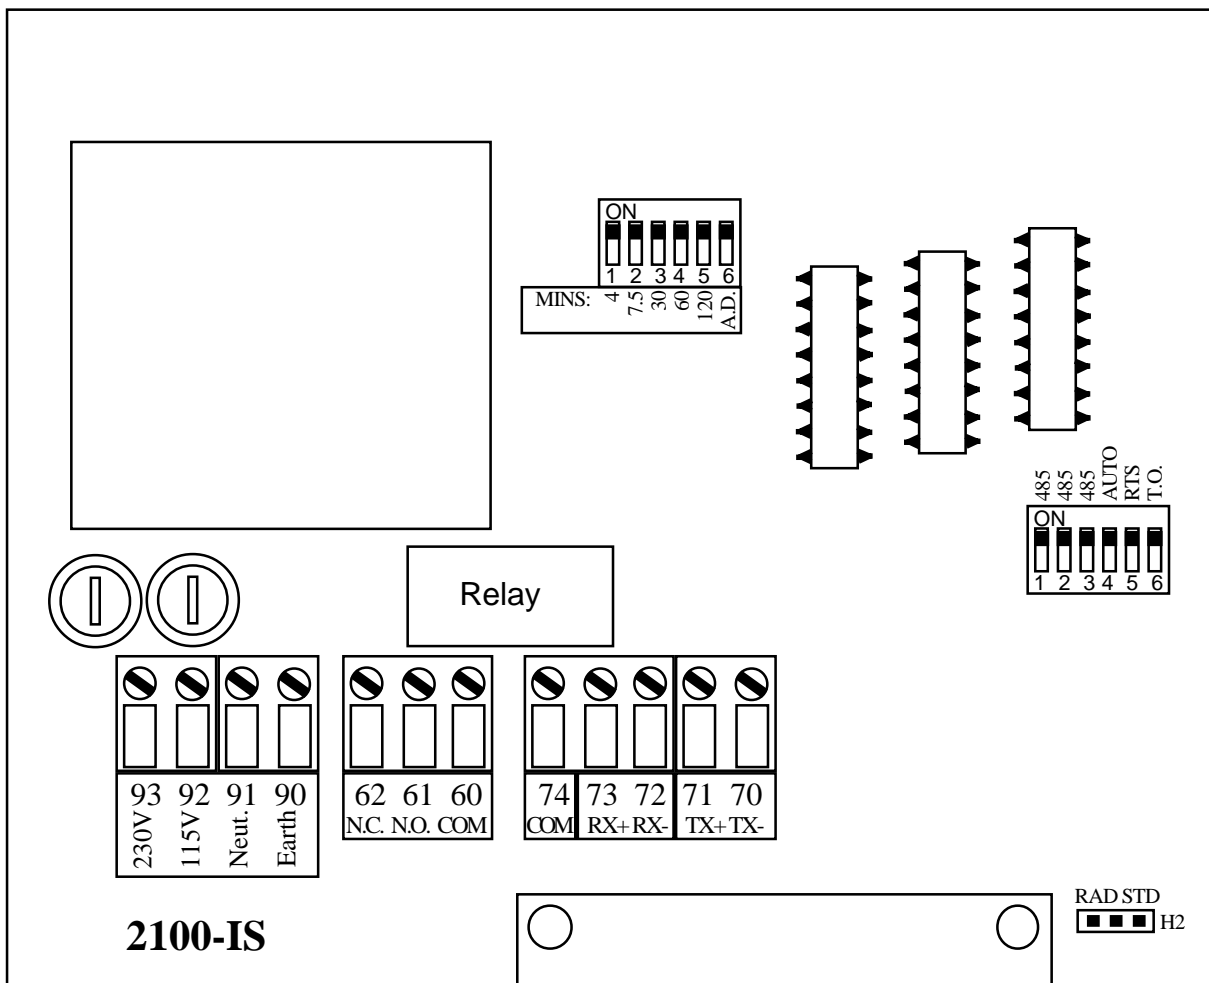 ON
1 2 3 4 5 6
MINS: 4 7.5 30 60 120 A.D.
485 485 485 AUTO RTS T.O.
ON
1 2 3 4 5 6
Relay
93 92 91 90 62 61 60 74 73 72 71 70
230V 115V Neut. Earth N.C. N.O. COM COM RX+ RX- TX+ TX-
RAD STD
H2
2100-IS